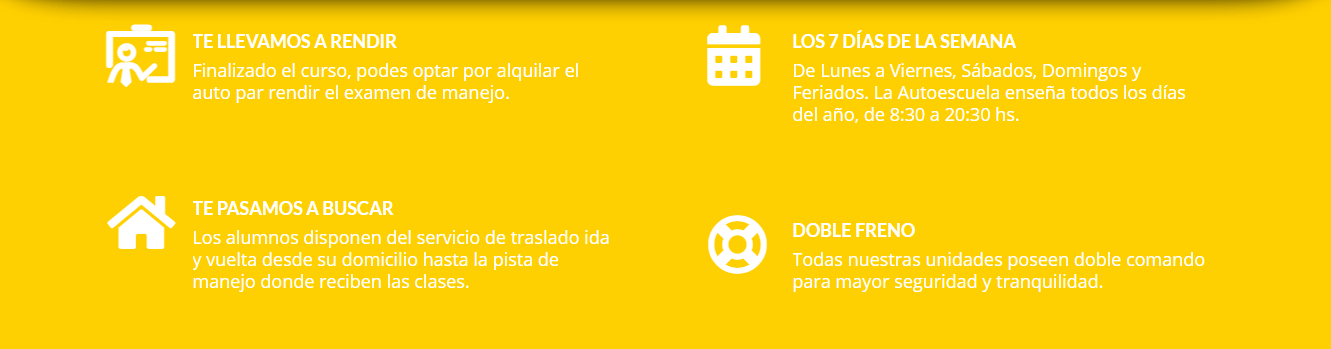 TE LLEVAMOS A RENDIR
Finalizado el curso, podes optar por alquilar el
auto par rendir el examen de manejo.
LOS 7 DÍAS DE LA SEMANA
De Lunes a Viernes, Sábados, Domingos y
Feriados. La Autoescuela enseña todos los días
del año, de 8:30 a 20:30 hs.
TE PASAMOS A BUSCAR
Los alumnos disponen del servicio de traslado ida
y vuelta desde su domicilio hasta la pista de
manejo donde reciben las clases.
DOBLE FRENO
Todas nuestras unidades poseen doble comando
para mayor seguridad y tranquilidad.